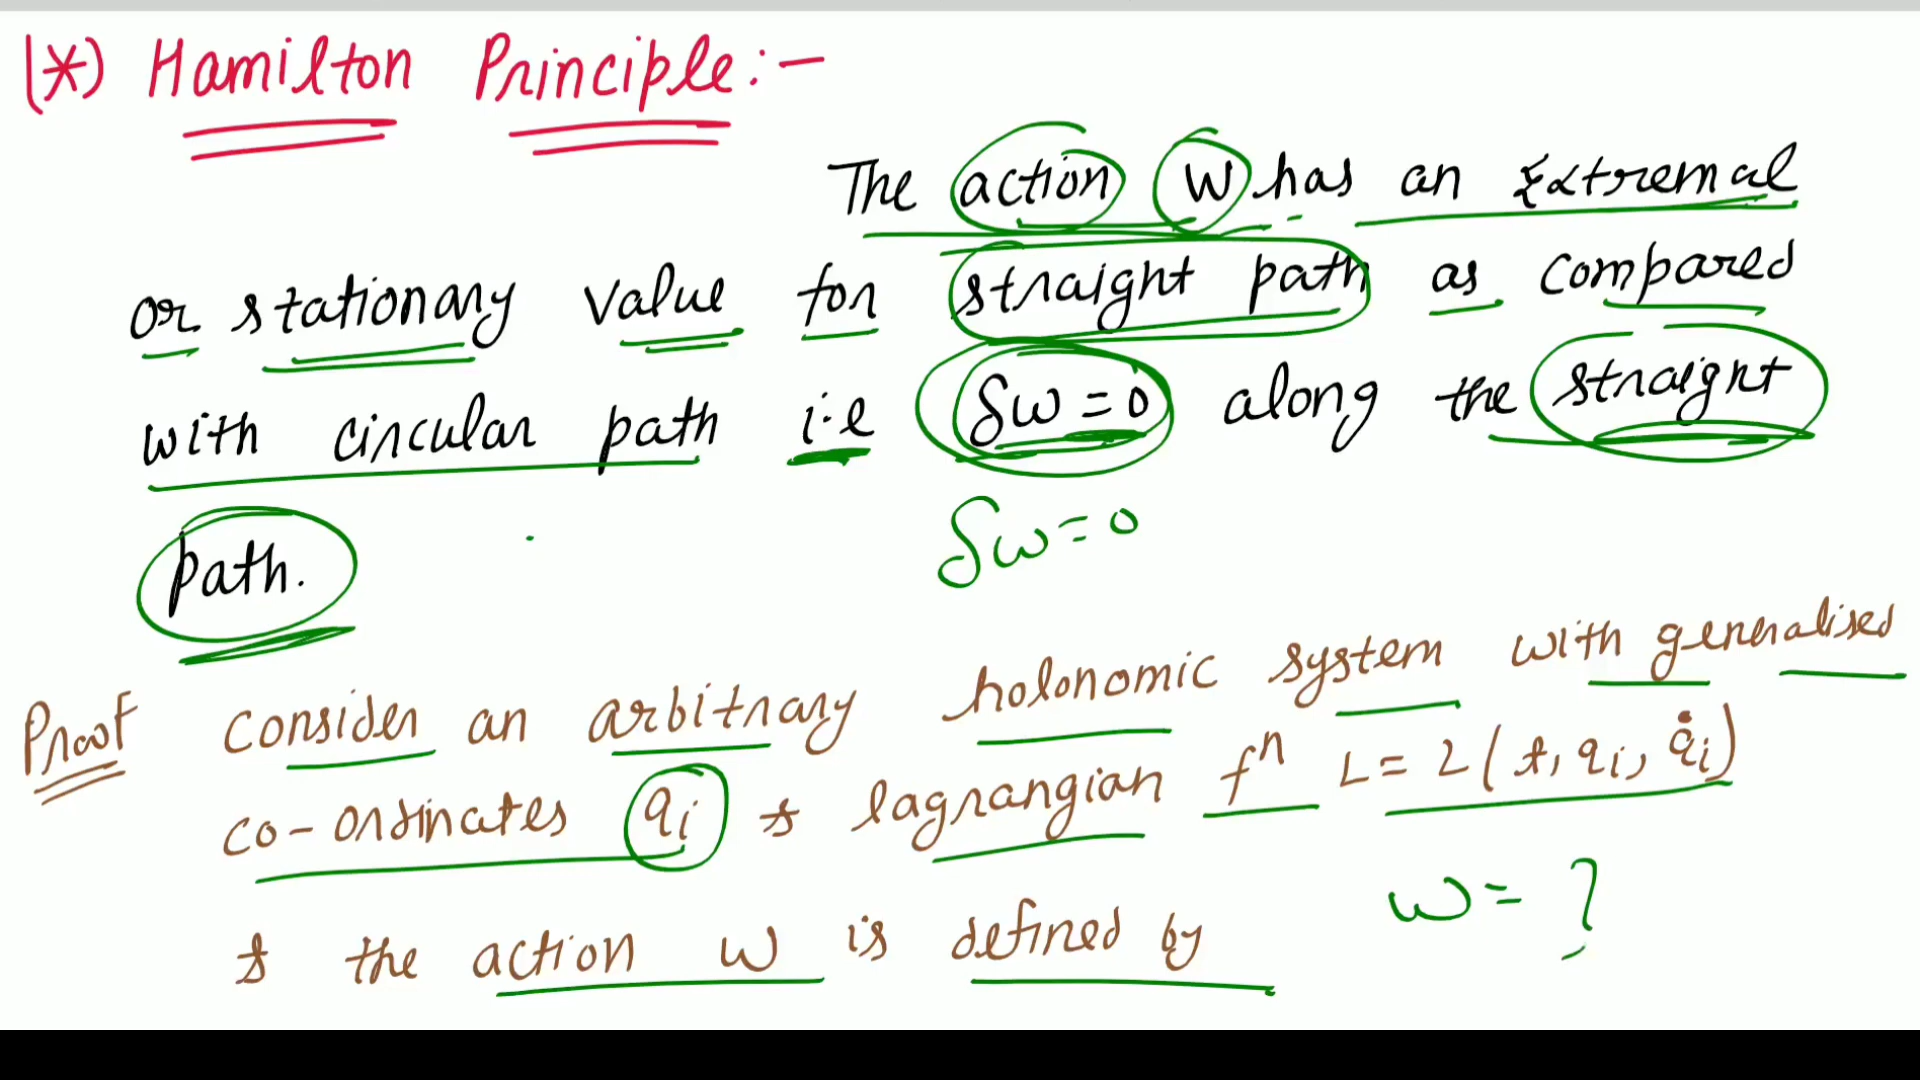 (*) Hamilton Principle:-
The action W has an Extremal
or stationary value for straight path as compared
with circular path i.e δw=0 along the straight
δw=0
path.
Proof Consider an arbitrary holonomic system with generalised
co-ordinates qi & lagrangian fⁿ L=L(t, qi, q̇i)
w= ?
& the action w is defined by